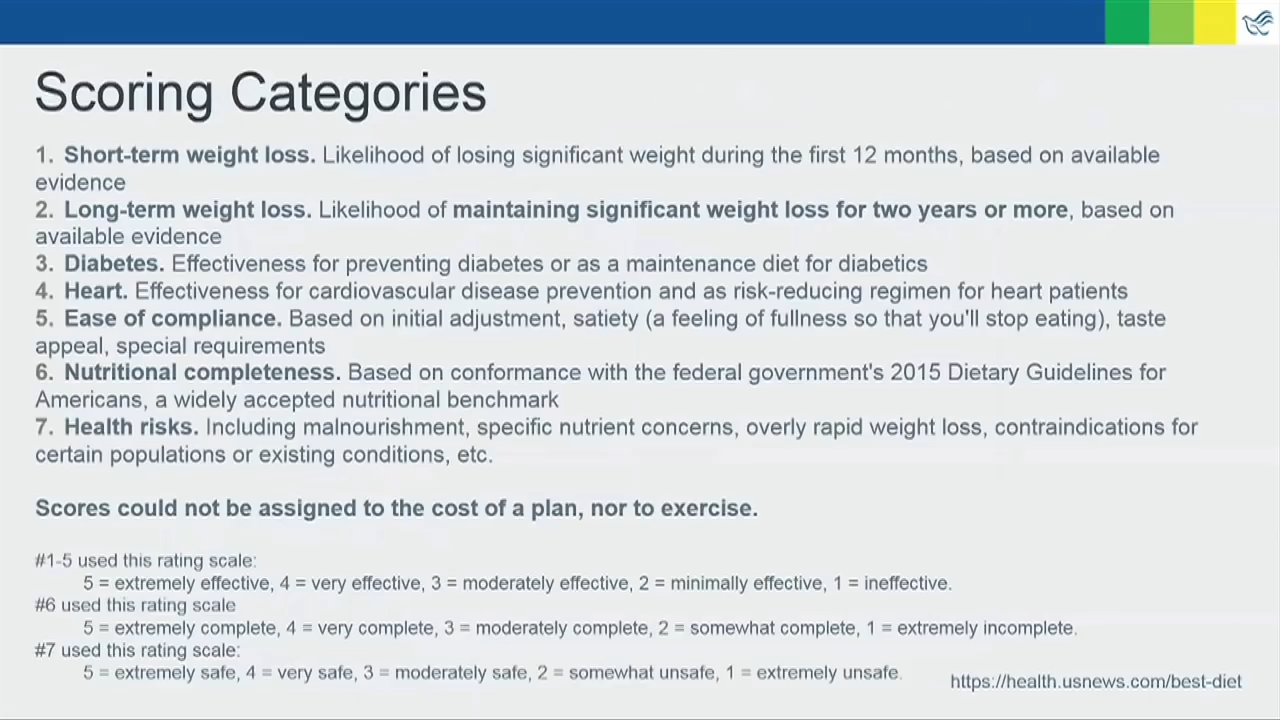 Scoring Categories
1. Short-term weight loss. Likelihood of losing significant weight during the first 12 months, based on available
evidence
2. Long-term weight loss. Likelihood of maintaining significant weight loss for two years or more, based on
available evidence
3. Diabetes. Effectiveness for preventing diabetes or as a maintenance diet for diabetics
4. Heart. Effectiveness for cardiovascular disease prevention and as risk-reducing regimen for heart patients
5. Ease of compliance. Based on initial adjustment, satiety (a feeling of fullness so that you'll stop eating), taste
appeal, special requirements
6. Nutritional completeness. Based on conformance with the federal government's 2015 Dietary Guidelines for
Americans, a widely accepted nutritional benchmark
7. Health risks. Including malnourishment, specific nutrient concerns, overly rapid weight loss, contraindications for
certain populations or existing conditions, etc.
Scores could not be assigned to the cost of a plan, nor to exercise.
#1-5 used this rating scale:
5 = extremely effective, 4 = very effective, 3 = moderately effective, 2 = minimally effective, 1 = ineffective.
#6 used this rating scale
5 = extremely complete, 4 = very complete, 3 = moderately complete, 2 = somewhat complete, 1 = extremely incomplete.
#7 used this rating scale:
5 = extremely safe, 4 = very safe, 3 = moderately safe, 2 = somewhat unsafe, 1 = extremely unsafe.
https://health.usnews.com/best-diet